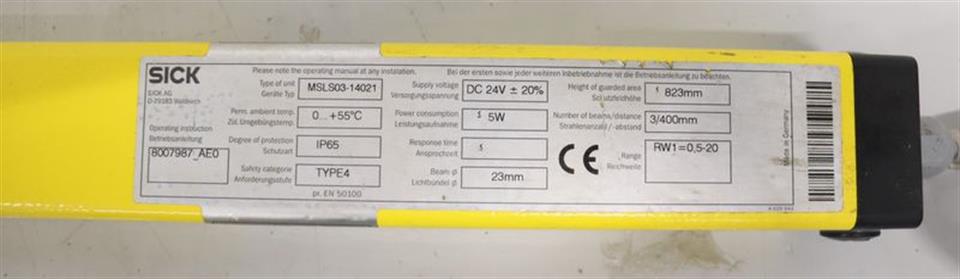 SICK
SICK AG
D-79183 Waldkirch
Operating instruction
Betriebsanleitung
8007987 AE0
Please note the operating manual at any instalation.
Bei der ersten sowie jeder weiteren Inbetriebnahme ist die Betriebsanleitung zu beachten.
Type of unit
Geräte Typ
MSLS03-14021
Perm. ambient temp.
Zul. Umgebungstemp.
0...+55°C
Degree of protection
Schutzart
IP65
Safety categorie
Anforderungsstufe
TYPE4
pr. EN 50100
Supply voltage
Versorgungsspannung
DC 24V ± 20%
Power consumption
Leistungsaufnahme
5W
Response time
Ansprechzeit
Beam ø
Lichtbündel ø
23mm
Height of guarded area
Schutzfeldhöhe
823mm
Number of beams/distance
Strahlenanzahl/-abstand
3/400mm
CE
Range
Reichweite
RW1=0,5-20
Made in Germany